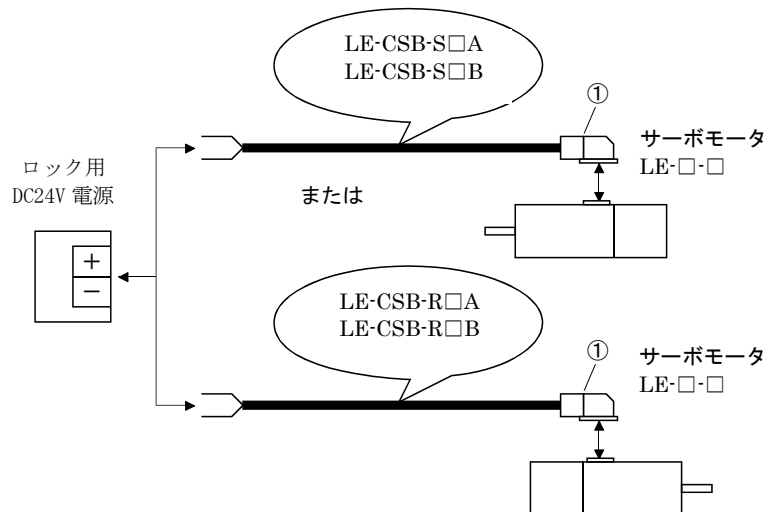 LE-CSB-S□A
LE-CSB-S□B
①
サーボモータ
LE-□-□
ロック用
DC24V 電源
または
＋
－
LE-CSB-R□A
LE-CSB-R□B
①
サーボモータ
LE-□-□